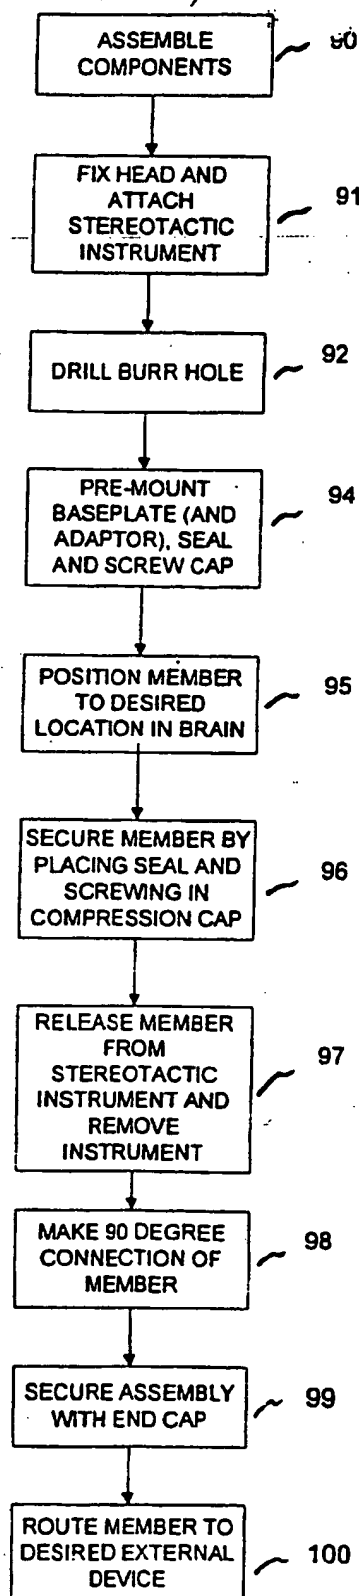 ASSEMBLE
COMPONENTS
90
FIX HEAD AND
ATTACH
STEREOTACTIC
INSTRUMENT
91
DRILL BURR HOLE
92
PRE-MOUNT
BASEPLATE (AND
ADAPTOR), SEAL
AND SCREW CAP
94
POSITION MEMBER
TO DESIRED
LOCATION IN BRAIN
95
SECURE MEMBER BY
PLACING SEAL AND
SCREWING IN
COMPRESSION CAP
96
RELEASE MEMBER
FROM
STEREOTACTIC
INSTRUMENT AND
REMOVE
INSTRUMENT
97
MAKE 90 DEGREE
CONNECTION OF
MEMBER
98
SECURE ASSEMBLY
WITH END CAP
99
ROUTE MEMBER TO
DESIRED EXTERNAL
DEVICE
100